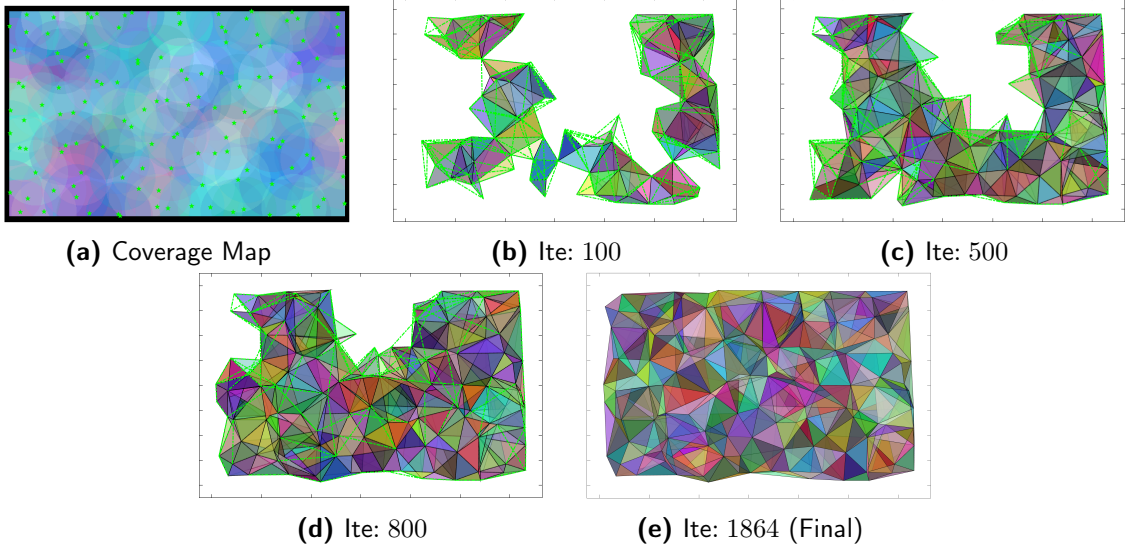 (a) Coverage Map
(b) Ite: 100
(c) Ite: 500
(d) Ite: 800
(e) Ite: 1864 (Final)